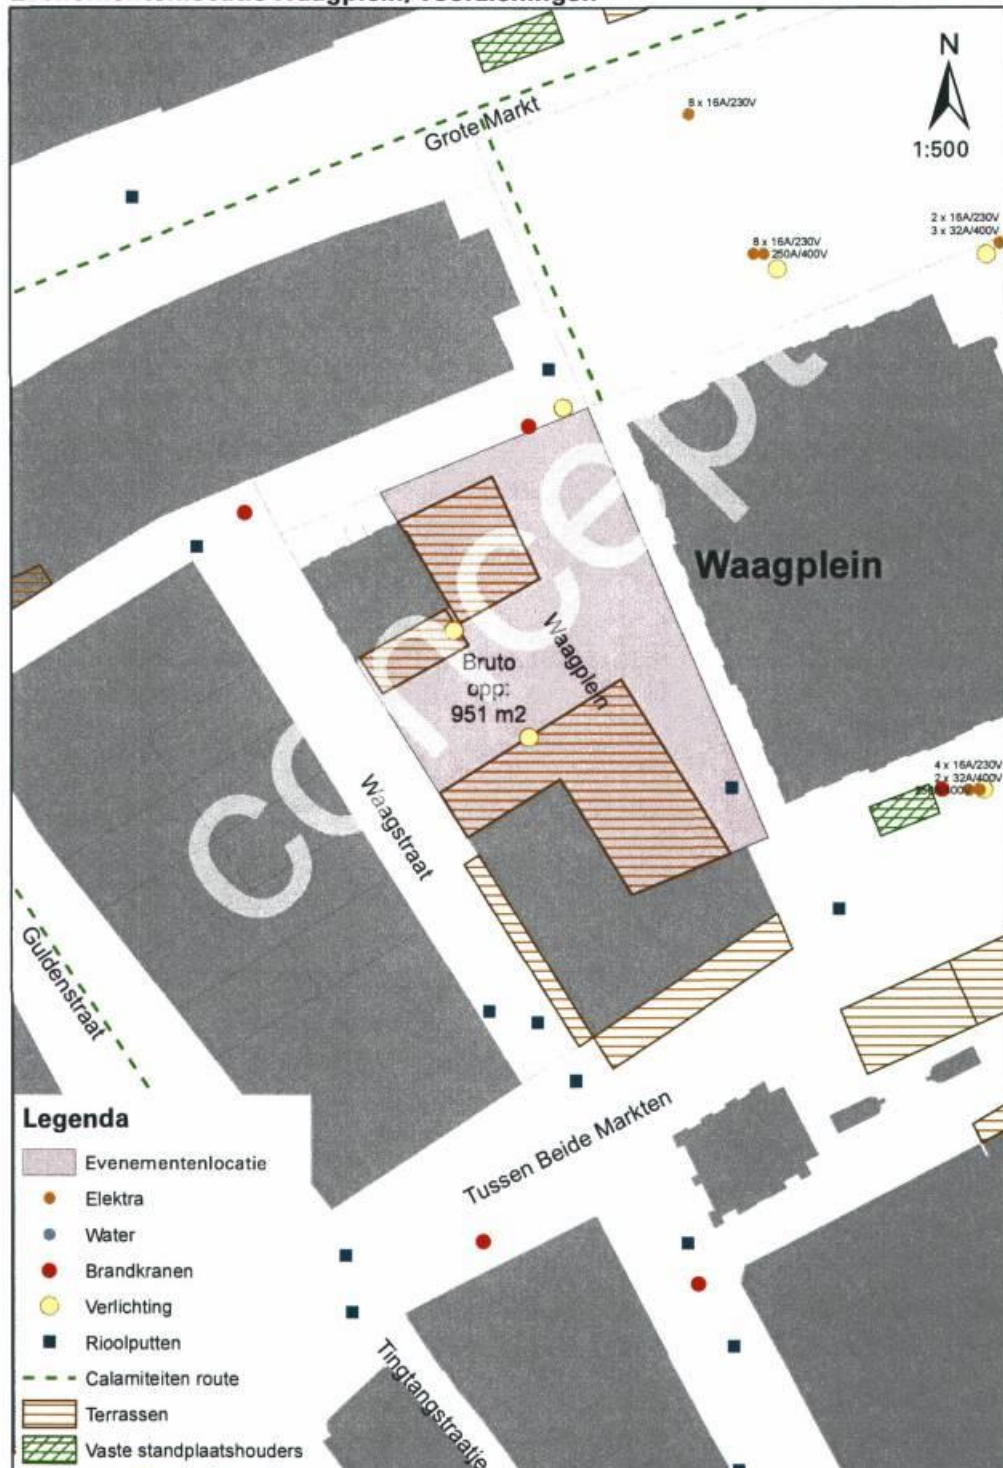 Grote Markt
N
1:500
8 x 16A/230V
2 x 16A/230V
3 x 32A/400V
8 x 16A/230V
250A/400V
concept
Waagplein
Waagplein
Bruto
opp:
951 m2
4 x 16A/230V
2 x 32A/400V
Waagstraat
Guldenstraat
Tussen Beide Markten
Tingtangstraatje
Legenda
Evenementenlocatie
Elektra
Water
Brandkranen
Verlichting
Rioolputten
Calamiteiten route
Terrassen
Vaste standplaatshouders